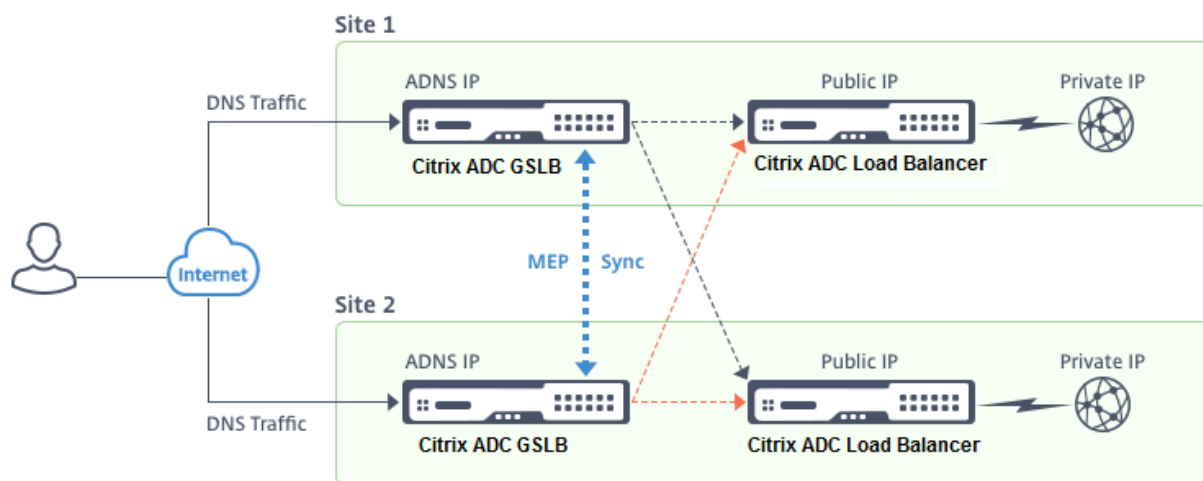 Site 1
ADNS IP
Public IP
Private IP
DNS Traffic
Citrix ADC GSLB
Citrix ADC Load Balancer
MEP Sync
Internet
Site 2
ADNS IP
Public IP
Private IP
DNS Traffic
Citrix ADC GSLB
Citrix ADC Load Balancer